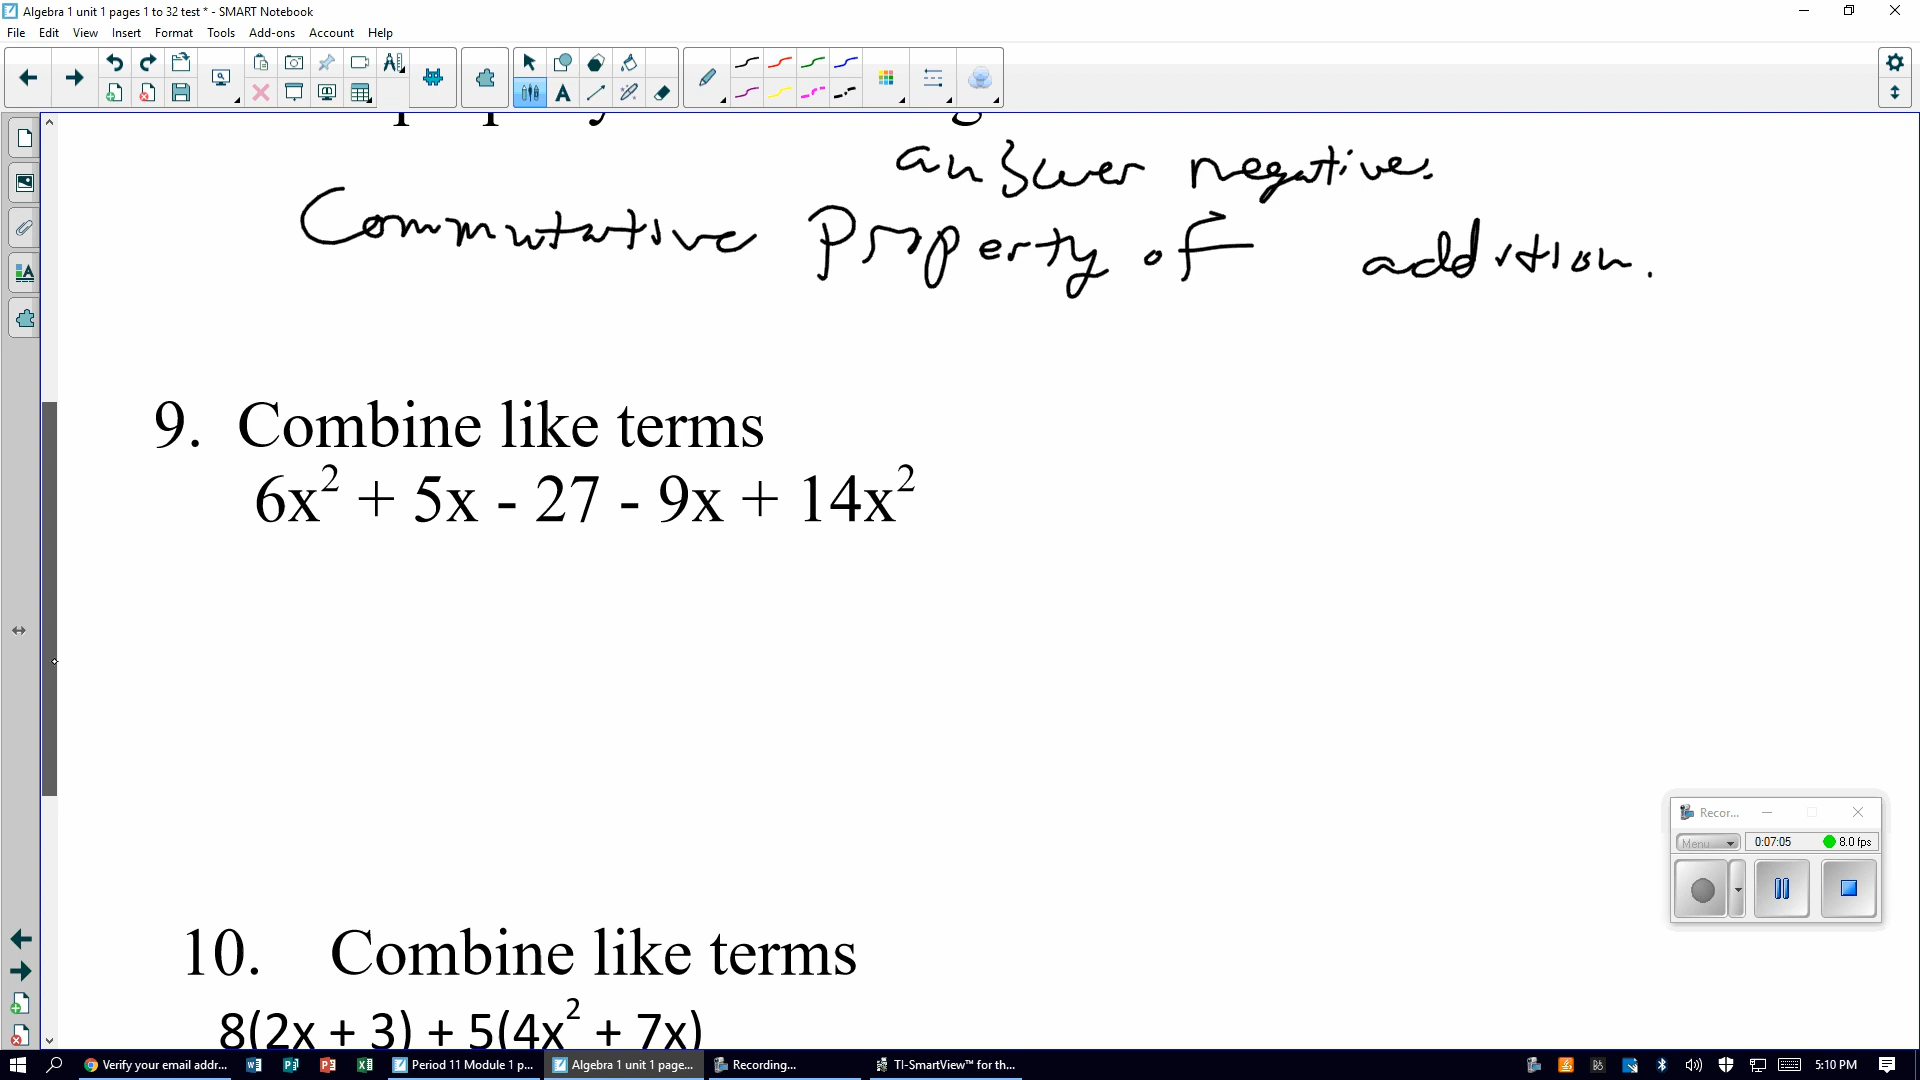 Algebra 1 unit 1 pages 1 to 32 test * - SMART Notebook
File Edit View Insert Format Tools Add-ons Account Help
answer negative.
Commutative Property of addition.
9. Combine like terms
6x² + 5x - 27 - 9x + 14x²
Recor...
Menu 0:07:05 8.0 fps
10. Combine like terms
8(2x + 3) + 5(4x² + 7x)
Verify your email addr... Period 11 Module 1 p... Algebra 1 unit 1 page... Recording... TI-SmartView™ for th... 5:10 PM